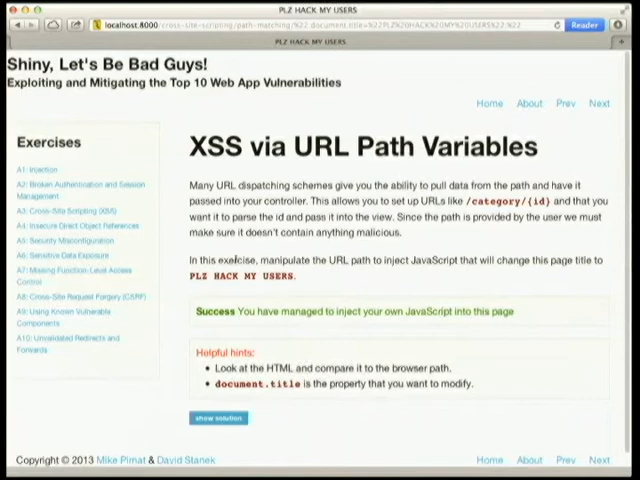 PLZ HACK MY USERS
localhost:8000/cross-site-scripting/path-matching/%22;document.title=%22PLZ%20HACK%20MY%20USERS%22;%22
Reader
PLZ HACK MY USERS
Shiny, Let's Be Bad Guys!
Exploiting and Mitigating the Top 10 Web App Vulnerabilities
Home About Prev Next
Exercises
A1: Injection
A2: Broken Authentication and Session
Management
A3: Cross-Site Scripting (XSS)
A4: Insecure Direct Object References
A5: Security Misconfiguration
A6: Sensitive Data Exposure
A7: Missing Function Level Access
Control
A8: Cross-Site Request Forgery (CSRF)
A9: Using Known Vulnerable
Components
A10: Unvalidated Redirects and
Forwards
XSS via URL Path Variables
Many URL dispatching schemes give you the ability to pull data from the path and have it
passed into your controller. This allows you to set up URLs like /category/{id} and that you
want it to parse the id and pass it into the view. Since the path is provided by the user we must
make sure it doesn't contain anything malicious.
In this exercise, manipulate the URL path to inject JavaScript that will change this page title to
PLZ HACK MY USERS.
Success You have managed to inject your own JavaScript into this page
Helpful hints:
• Look at the HTML and compare it to the browser path.
• document.title is the property that you want to modify.
show solution
Copyright © 2013 Mike Pirnat & David Stanek
Home About Prev Next